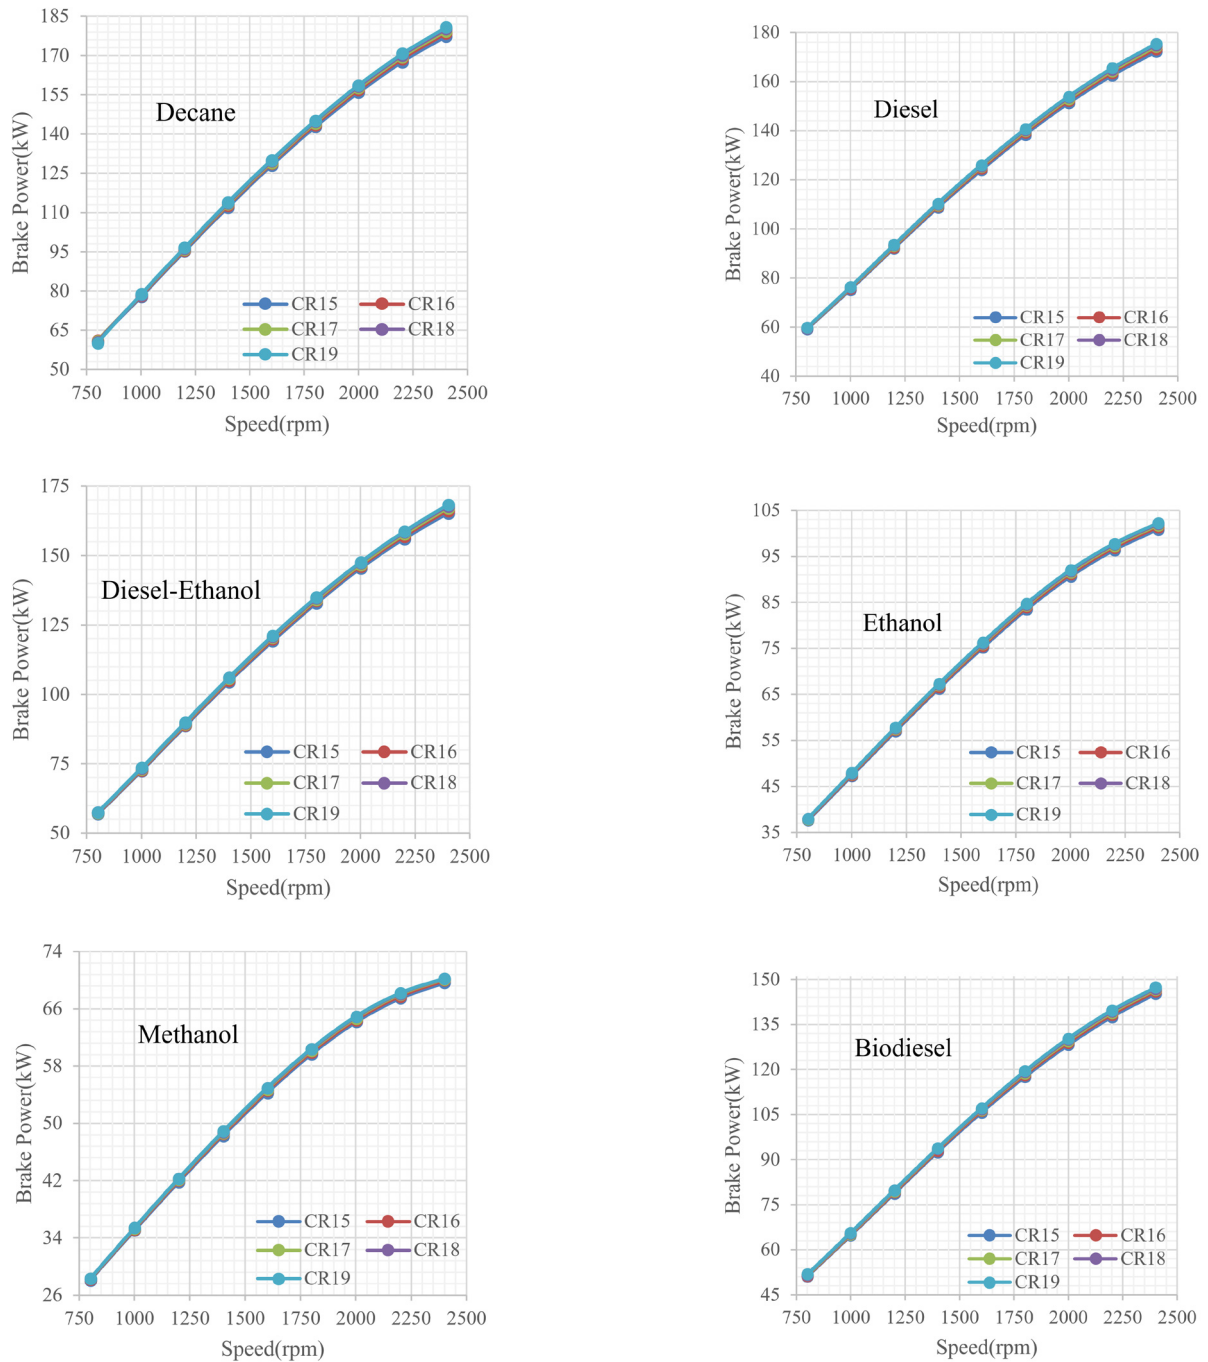 185
170
155
140
125
110
95
80
65
50
Brake Power(kW)
Decane
CR15 CR16
CR17 CR18
CR19
750 1000 1250 1500 1750 2000 2250 2500
Speed(rpm)
180
160
140
120
100
80
60
40
Brake Power(kW)
Diesel
CR15 CR16
CR17 CR18
CR19
750 1000 1250 1500 1750 2000 2250 2500
Speed(rpm)
175
150
125
100
75
50
Brake Power(kW)
Diesel-Ethanol
CR15 CR16
CR17 CR18
CR19
750 1000 1250 1500 1750 2000 2250 2500
Speed(rpm)
105
95
85
75
65
55
45
35
Brake Power(kW)
Ethanol
CR15 CR16
CR17 CR18
CR19
750 1000 1250 1500 1750 2000 2250 2500
Speed(rpm)
74
66
58
50
42
34
26
Brake Power(kW)
Methanol
CR15 CR16
CR17 CR18
CR19
750 1000 1250 1500 1750 2000 2250 2500
Speed(rpm)
150
135
120
105
90
75
60
45
Brake Power(kW)
Biodiesel
CR15 CR16
CR17 CR18
CR19
750 1000 1250 1500 1750 2000 2250 2500
Speed(rpm)